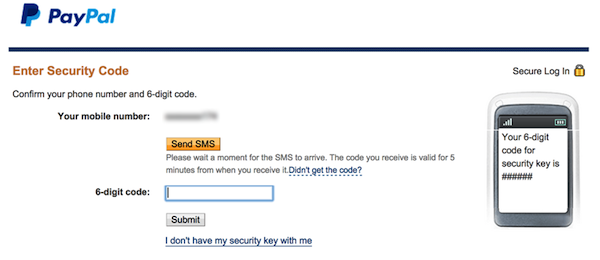 PayPal
Enter Security Code
Secure Log In
Confirm your phone number and 6-digit code.
Your mobile number:
Send SMS
Please wait a moment for the SMS to arrive. The code you receive is valid for 5
minutes from when you receive it.Didn't get the code?
6-digit code:
Submit
I don't have my security key with me
Your 6-digit
code for
security key is
######